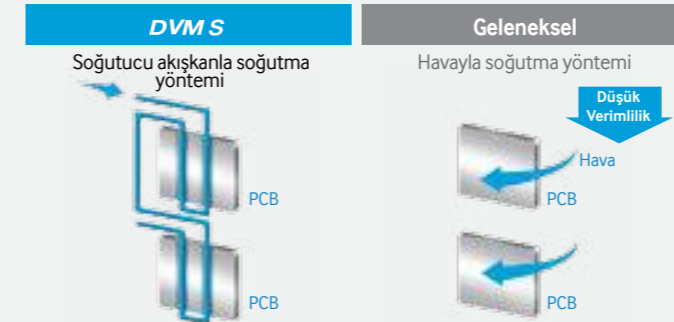 DVM S
Geleneksel
Soğutucu akışkanla soğutma
yöntemi
Havayla soğutma yöntemi
Düşük
Verimlilik
Hava
PCB
PCB
PCB
PCB